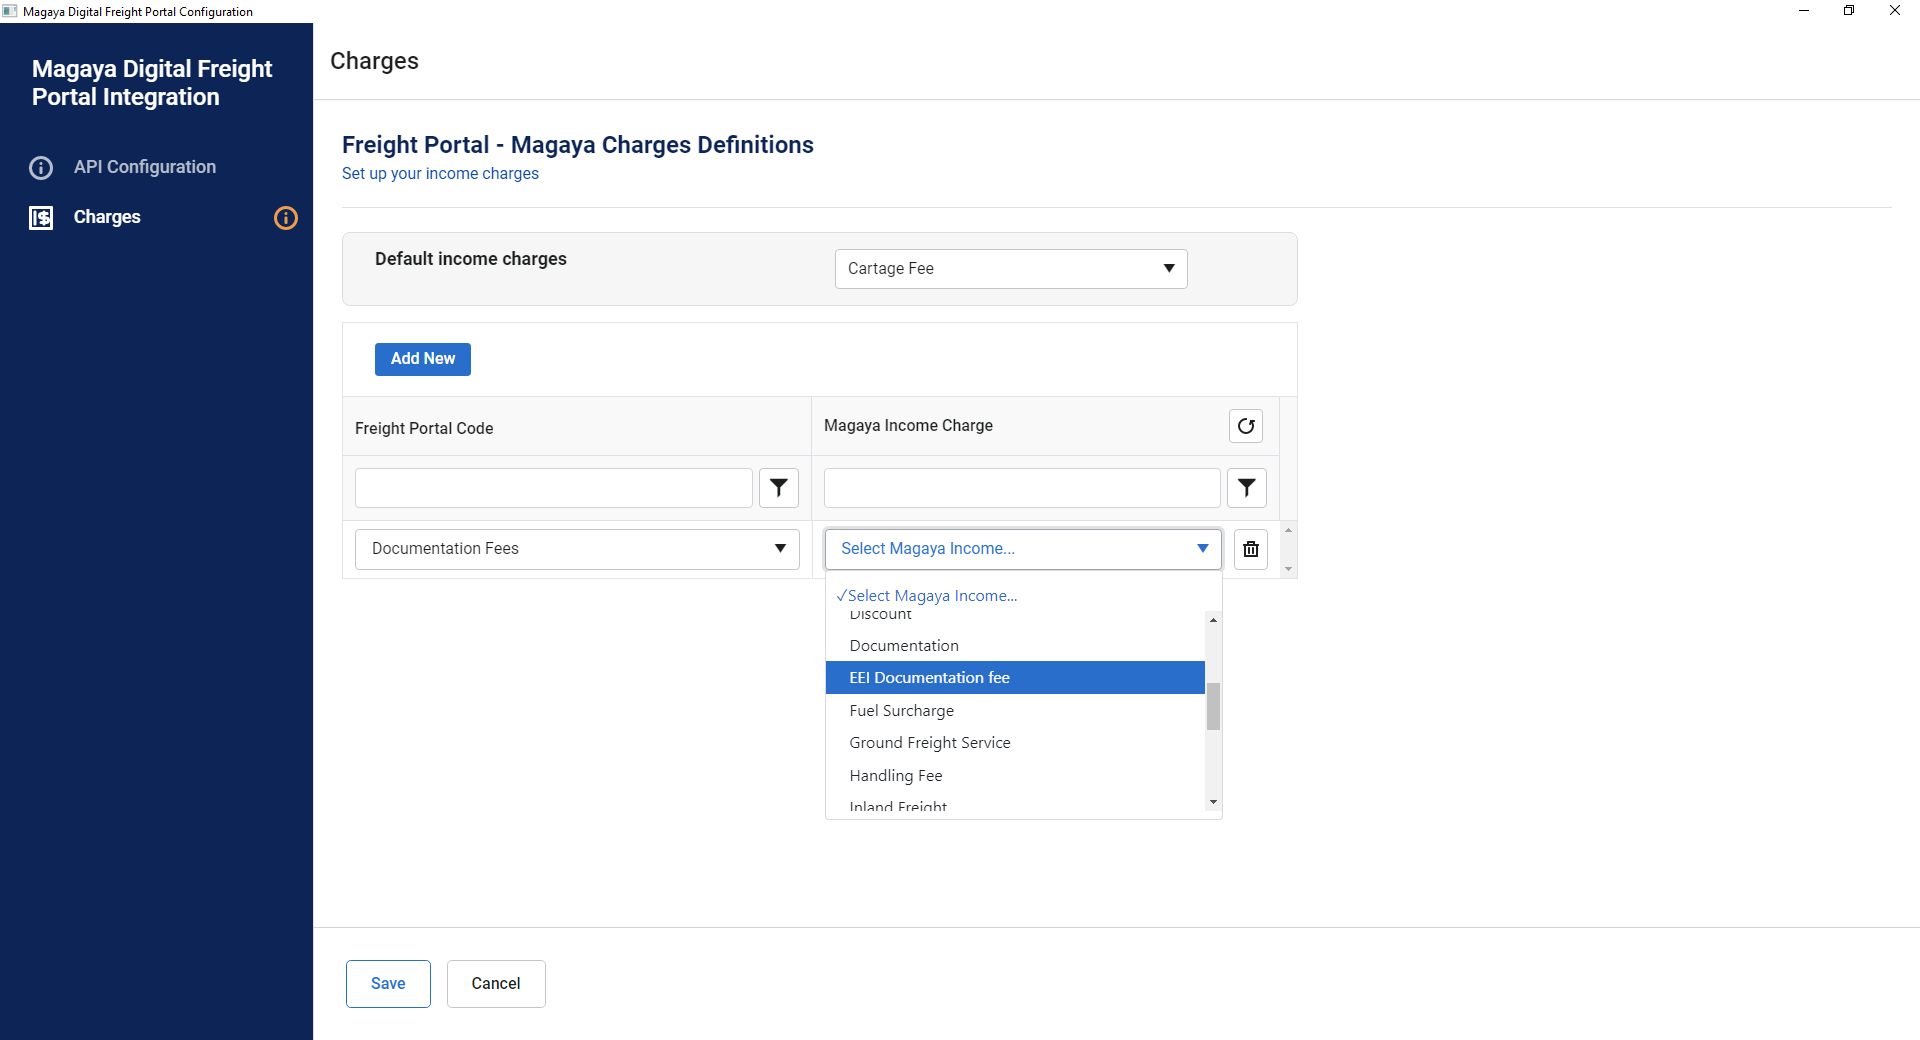 Magaya Digital Freight Portal Configuration
Magaya Digital Freight
Portal Integration
API Configuration
Charges
Charges
Freight Portal - Magaya Charges Definitions
Set up your income charges
Default income charges
Cartage Fee
Add New
Freight Portal Code
Magaya Income Charge
Documentation Fees
Select Magaya Income...
✓Select Magaya Income...
Discount
Documentation
EEI Documentation fee
Fuel Surcharge
Ground Freight Service
Handling Fee
Inland Freight
Save
Cancel